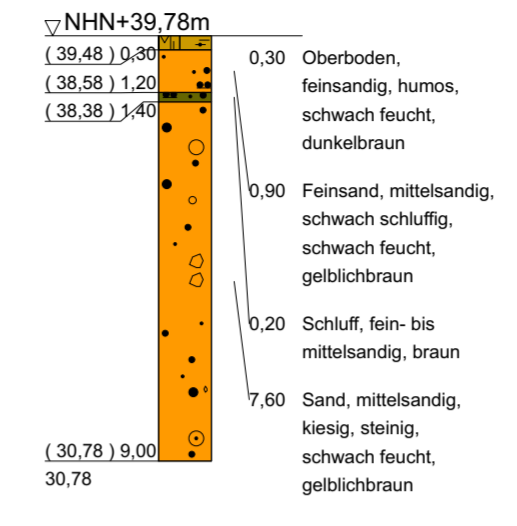 NHN+39,78m
( 39,48 ) 0,30
( 38,58 ) 1,20
( 38,38 ) 1,40
( 30,78 ) 9,00
30,78
0,30 Oberboden,
feinsandig, humos,
schwach feucht,
dunkelbraun
0,90 Feinsand, mittelsandig,
schwach schluffig,
schwach feucht,
gelblichbraun
0,20 Schluff, fein- bis
mittelsandig, braun
7,60 Sand, mittelsandig,
kiesig, steinig,
schwach feucht,
gelblichbraun